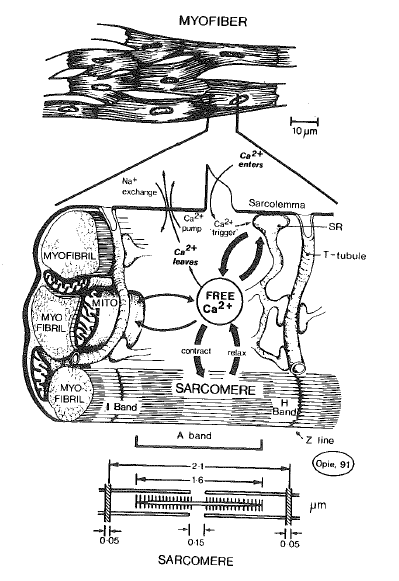 MYOFIBER
10 µm
Ca2+
enters
Na+
exchange
Sarcolemma
Ca2+
pump
Ca2+
'trigger'
SR
Ca2+
leaves
T-tubule
MYOFIBRIL
MITO
FREE
Ca2+
MYO
FIBRIL
contract
relax
MYO
FIBRIL
SARCOMERE
I Band
H
Band
Z line
A band
Opie, 91
2·1
1·6
µm
0·05
0·15
0·05
SARCOMERE